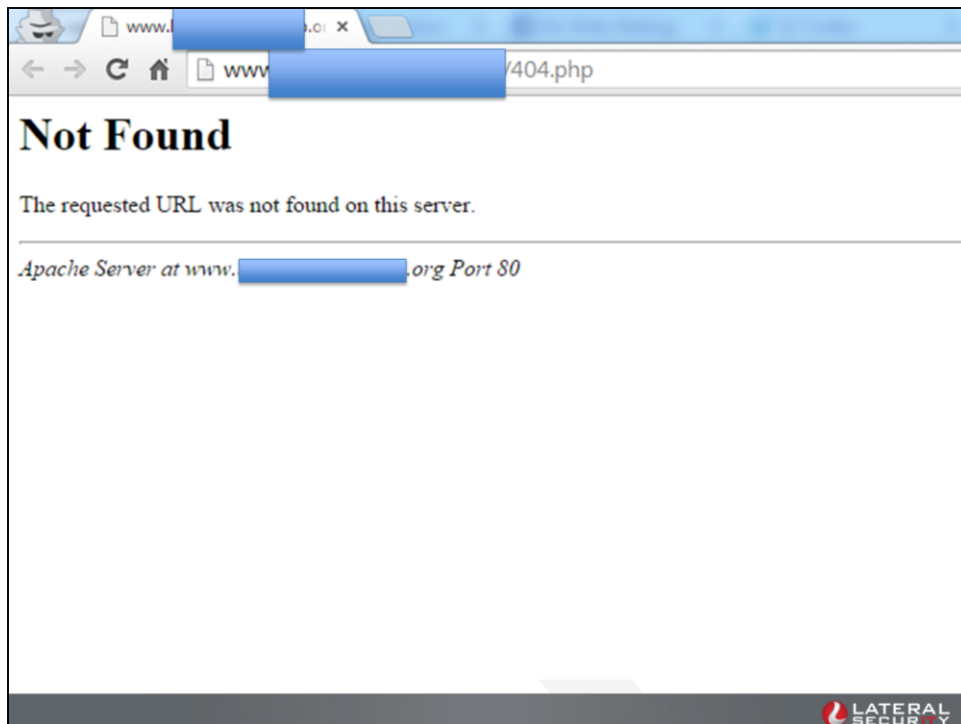 www.
www
/404.php
Not Found
The requested URL was not found on this server.
Apache Server at www. .org Port 80
LATERAL
SECURITY